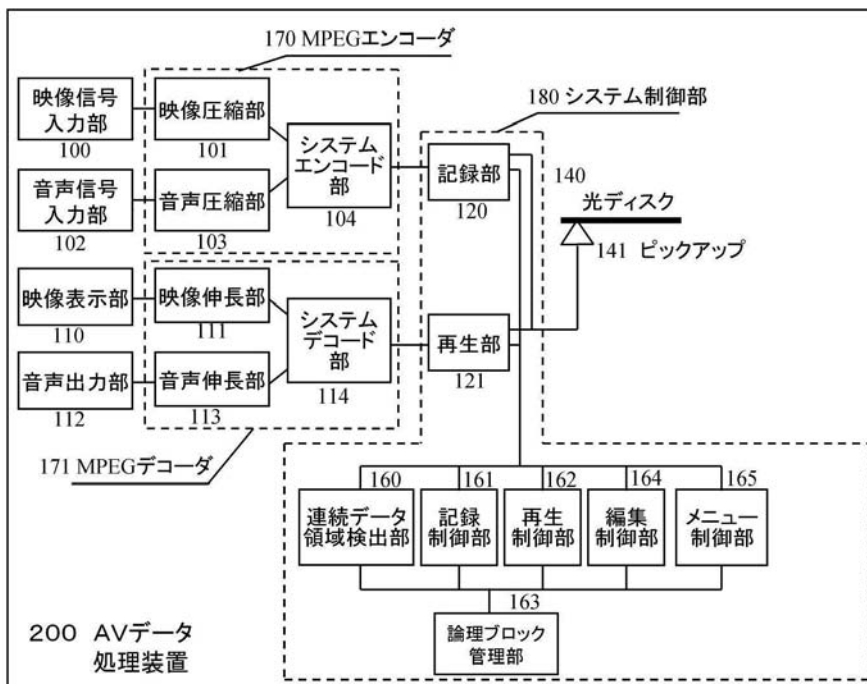 170 MPEGエンコーダ
180 システム制御部
映像信号
入力部
100
映像圧縮部
101
システム
エンコード
部
104
音声信号
入力部
102
音声圧縮部
103
記録部
120
140
光ディスク
141 ピックアップ
映像表示部
110
映像伸長部
111
システム
デコード
部
114
音声出力部
112
音声伸長部
113
再生部
121
171 MPEGデコーダ
160
161
162
164
165
連続データ
領域検出部
記録
制御部
再生
制御部
編集
制御部
メニュー
制御部
163
論理ブロック
管理部
200 AVデータ
処理装置